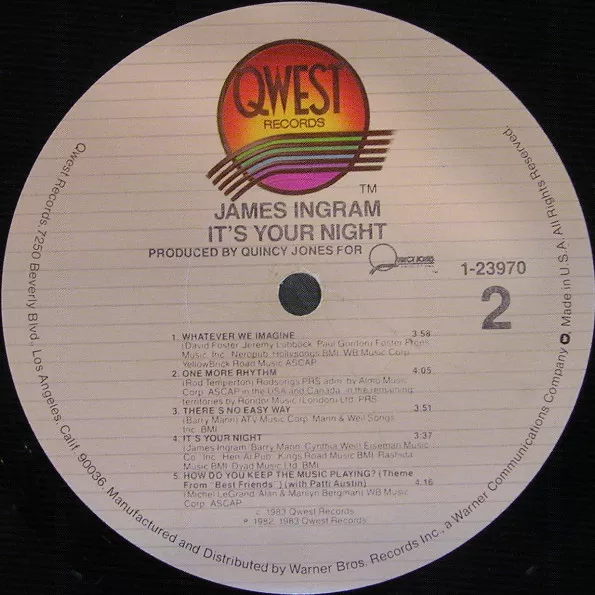 QWEST
RECORDS
TM
JAMES INGRAM
IT'S YOUR NIGHT
PRODUCED BY QUINCY JONES FOR
QUINCY JONES
1-23970
2
1. WHATEVER WE IMAGINE 3:58
(David Foster Jeremy Lubbock, Paul Gordon) Foster Frees
Music, Inc. Neropub, Hollysongs BMI, WB Music Corp
YellowBrick Road Music ASCAP
2. ONE MORE RHYTHM 4:05
(Rod Temperton) Rodsongs PRS adm. by Almo Music
Corp. ASCAP in the USA and Canada, in the remaining
territories by Rondor Music (London) Ltd. PRS
3. THERE'S NO EASY WAY 3:51
(Barry Mann) ATV Music Corp. Mann & Weil Songs
Inc. BMI
4. IT'S YOUR NIGHT 3:37
(James Ingram, Barry Mann, Cynthia Weil) Eiseman Music
Co. Inc. Hen-Al Pub., Kings Road Music BMI, Rashida
Music BMI, Dyad Music Ltd. BMI
5. HOW DO YOU KEEP THE MUSIC PLAYING? (Theme
From "Best Friends") (with Patti Austin) 4:16
(Michel LeGrand, Alan & Marilyn Bergman) WB Music
Corp. ASCAP
© 1983 Qwest Records
℗ 1982, 1983 Qwest Records
Qwest Records, 7250 Beverly Blvd., Los Angeles Calif. 90036. Manufactured and Distributed by Warner Bros. Records Inc., a Warner Communications Company. Made in U.S.A. All Rights Reserved.